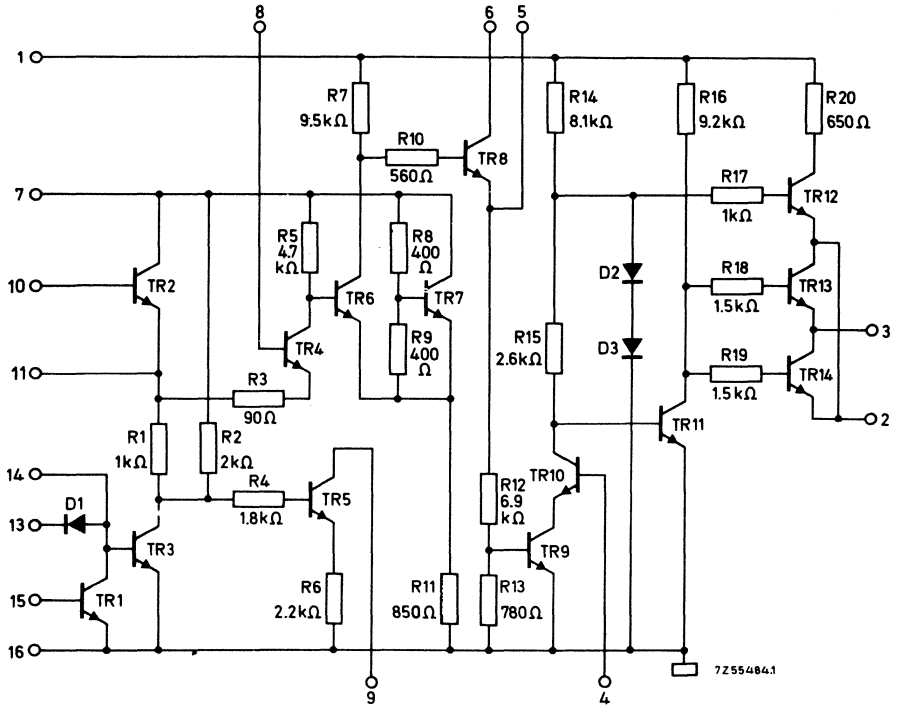 8
6
5
1
R7
9.5kΩ
R10
560Ω
TR8
R14
8.1kΩ
R16
9.2kΩ
R20
650Ω
7
R5
4.7
kΩ
R8
400
Ω
R17
1kΩ
TR12
10
TR2
TR6
TR7
D2
R18
1.5kΩ
TR13
11
TR4
R9
400
Ω
R15
2.6kΩ
D3
R19
1.5kΩ
TR14
3
R3
90Ω
2
R1
1kΩ
R2
2kΩ
TR11
14
R4
1.8kΩ
TR5
TR10
R12
6.9
kΩ
13
D1
TR3
TR9
15
TR1
R6
2.2kΩ
R11
850Ω
R13
780Ω
16
9
4
7Z55484.1